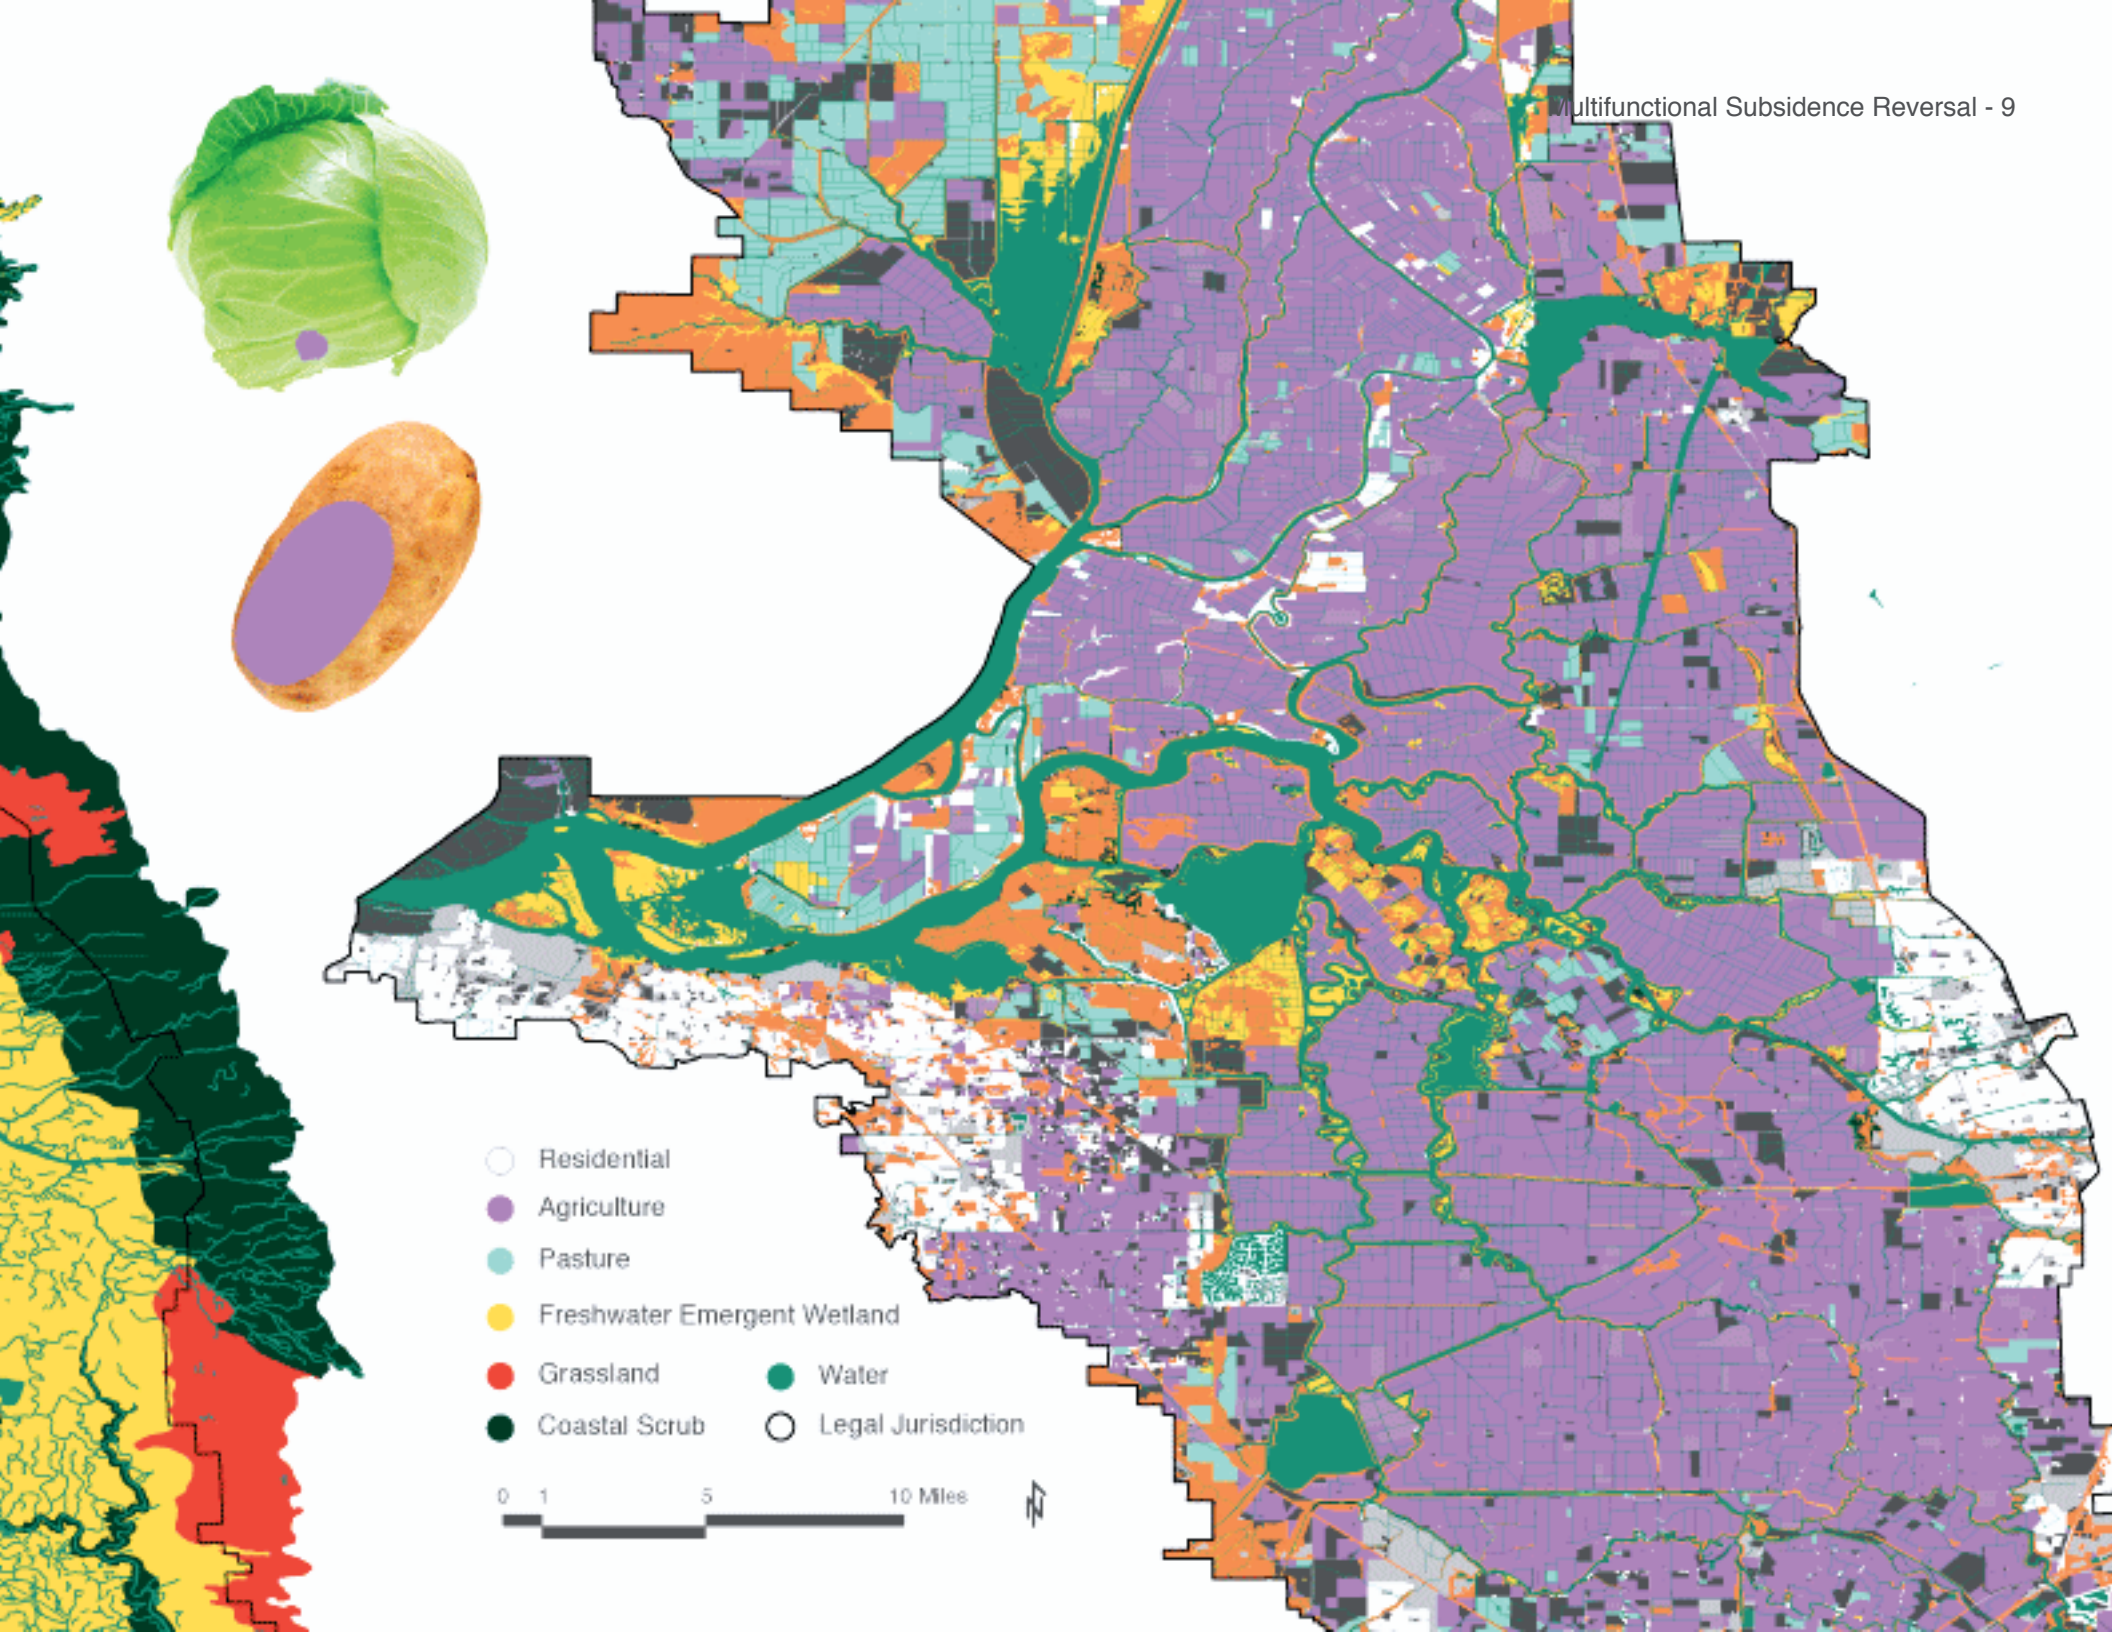 Multifunctional Subsidence Reversal - 9
Residential
Agriculture
Pasture
Freshwater Emergent Wetland
Grassland
Water
Coastal Scrub
Legal Jurisdiction
0 1 5 10 Miles
N